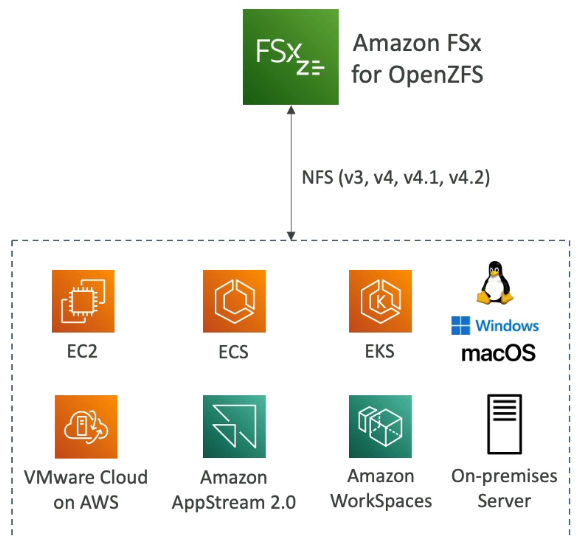 FSx
Amazon FSx
for OpenZFS
NFS (v3, v4, v4.1, v4.2)
EC2
ECS
K
EKS
Windows
macOS
VMware Cloud
on AWS
Amazon
AppStream 2.0
Amazon
WorkSpaces
On-premises
Server